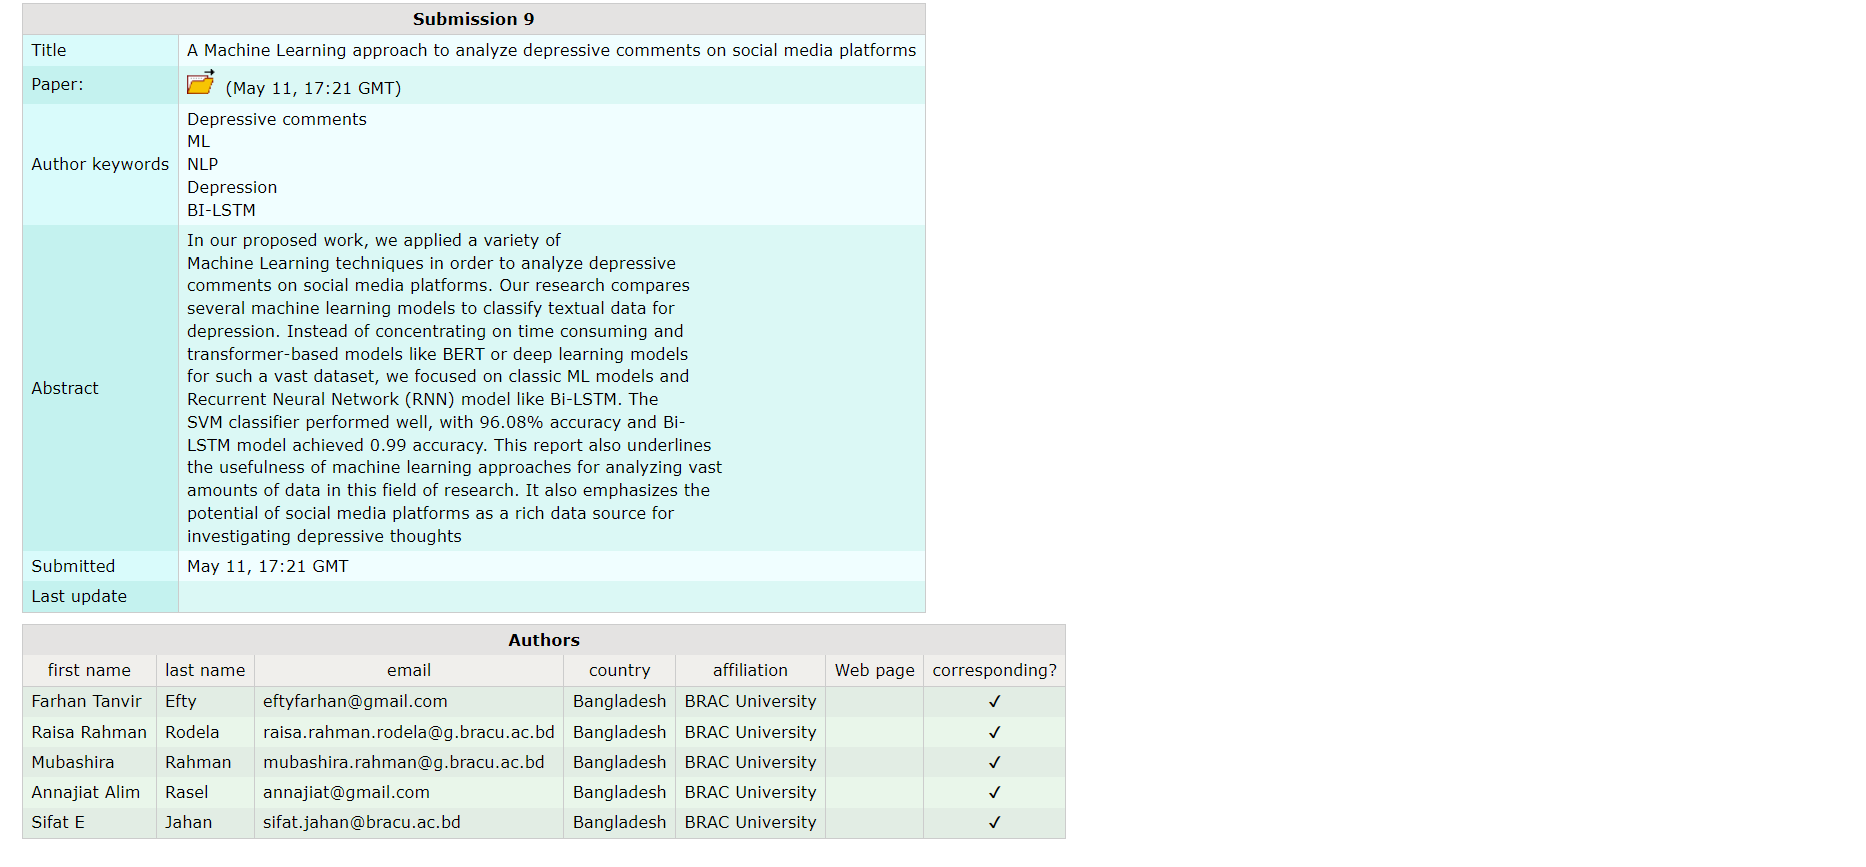 Submission 9
Title A Machine Learning approach to analyze depressive comments on social media platforms
Paper: (May 11, 17:21 GMT)
Author keywords
Depressive comments
ML
NLP
Depression
BI-LSTM
Abstract
In our proposed work, we applied a variety of
Machine Learning techniques in order to analyze depressive
comments on social media platforms. Our research compares
several machine learning models to classify textual data for
depression. Instead of concentrating on time consuming and
transformer-based models like BERT or deep learning models
for such a vast dataset, we focused on classic ML models and
Recurrent Neural Network (RNN) model like Bi-LSTM. The
SVM classifier performed well, with 96.08% accuracy and Bi-
LSTM model achieved 0.99 accuracy. This report also underlines
the usefulness of machine learning approaches for analyzing vast
amounts of data in this field of research. It also emphasizes the
potential of social media platforms as a rich data source for
investigating depressive thoughts
Submitted May 11, 17:21 GMT
Last update
Authors
first name last name email country affiliation Web page corresponding?
Farhan Tanvir Efty eftyfarhan@gmail.com Bangladesh BRAC University ✓
Raisa Rahman Rodela raisa.rahman.rodela@g.bracu.ac.bd Bangladesh BRAC University ✓
Mubashira Rahman mubashira.rahman@g.bracu.ac.bd Bangladesh BRAC University ✓
Annajiat Alim Rasel annajiat@gmail.com Bangladesh BRAC University ✓
Sifat E Jahan sifat.jahan@bracu.ac.bd Bangladesh BRAC University ✓